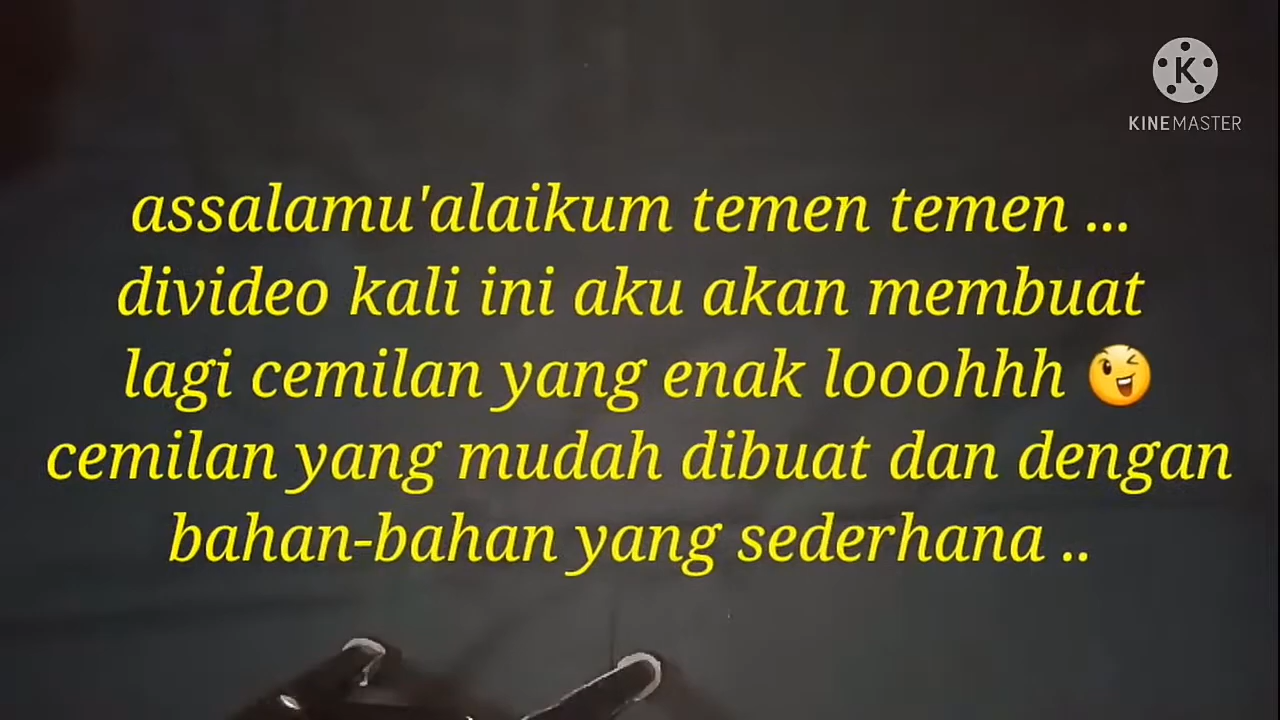 KINEMASTER
assalamu'alaikum temen temen ...
divideo kali ini aku akan membuat
lagi cemilan yang enak looohhh 😉
cemilan yang mudah dibuat dan dengan
bahan-bahan yang sederhana ..